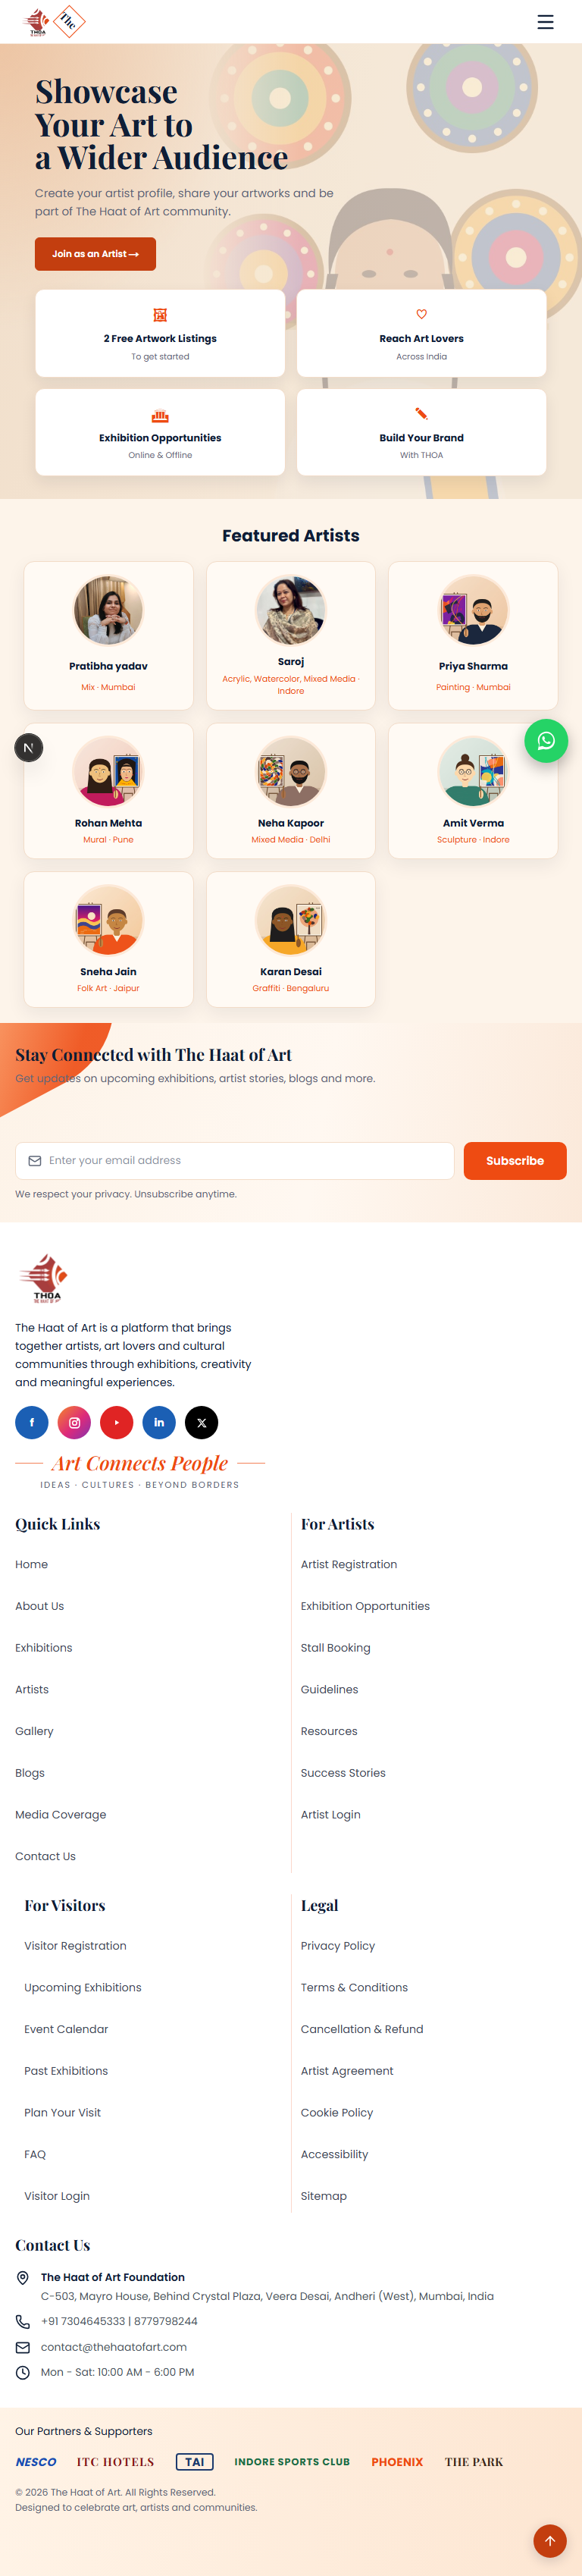 THOA
The
Showcase
Your Art to
a Wider Audience
Create your artist profile, share your artworks and be
part of The Haat of Art community.
Join as an Artist →
2 Free Artwork Listings
To get started
Reach Art Lovers
Across India
Exhibition Opportunities
Online & Offline
Build Your Brand
With THOA
Featured Artists
Pratibha yadav
Mix · Mumbai
Saroj
Acrylic, Watercolor, Mixed Media ·
Indore
Priya Sharma
Painting · Mumbai
N
Rohan Mehta
Mural · Pune
Neha Kapoor
Mixed Media · Delhi
Amit Verma
Sculpture · Indore
Sneha Jain
Folk Art · Jaipur
Karan Desai
Graffiti · Bengaluru
Stay Connected with The Haat of Art
Get updates on upcoming exhibitions, artist stories, blogs and more.
Enter your email address
Subscribe
We respect your privacy. Unsubscribe anytime.
THOA
The Haat of Art is a platform that brings
together artists, art lovers and cultural
communities through exhibitions, creativity
and meaningful experiences.
f
in
X
Art Connects People
IDEAS · CULTURES · BEYOND BORDERS
Quick Links
Home
About Us
Exhibitions
Artists
Gallery
Blogs
Media Coverage
Contact Us
For Artists
Artist Registration
Exhibition Opportunities
Stall Booking
Guidelines
Resources
Success Stories
Artist Login
For Visitors
Visitor Registration
Upcoming Exhibitions
Event Calendar
Past Exhibitions
Plan Your Visit
FAQ
Visitor Login
Legal
Privacy Policy
Terms & Conditions
Cancellation & Refund
Artist Agreement
Cookie Policy
Accessibility
Sitemap
Contact Us
The Haat of Art Foundation
C-503, Mayro House, Behind Crystal Plaza, Veera Desai, Andheri (West), Mumbai, India
+91 7304645333 | 8779798244
contact@thehaatofart.com
Mon - Sat: 10:00 AM - 6:00 PM
Our Partners & Supporters
NESCO ITC HOTELS TAI INDORE SPORTS CLUB PHOENIX THE PARK
© 2026 The Haat of Art. All Rights Reserved.
Designed to celebrate art, artists and communities.